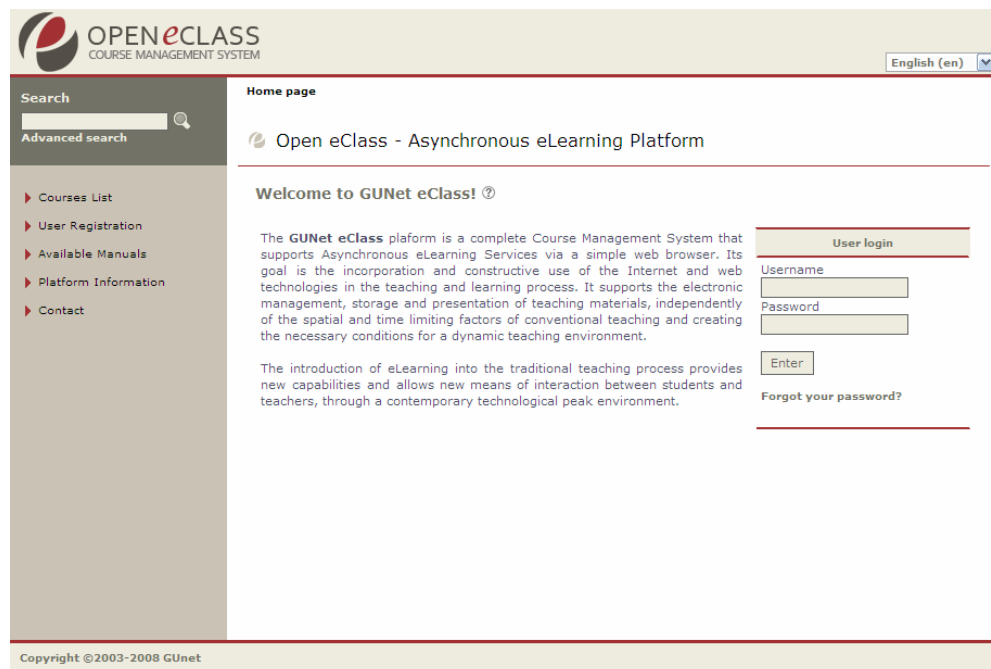 OPEN eCLASS
COURSE MANAGEMENT SYSTEM
English (en)
Search
Advanced search
Courses List
User Registration
Available Manuals
Platform Information
Contact
Home page
Open eClass - Asynchronous eLearning Platform
Welcome to GUNet eClass! ?
The GUNet eClass plaform is a complete Course Management System that
supports Asynchronous eLearning Services via a simple web browser. Its
goal is the incorporation and constructive use of the Internet and web
technologies in the teaching and learning process. It supports the electronic
management, storage and presentation of teaching materials, independently
of the spatial and time limiting factors of conventional teaching and creating
the necessary conditions for a dynamic teaching environment.
The introduction of eLearning into the traditional teaching process provides
new capabilities and allows new means of interaction between students and
teachers, through a contemporary technological peak environment.
User login
Username
Password
Enter
Forgot your password?
Copyright ©2003-2008 GUnet